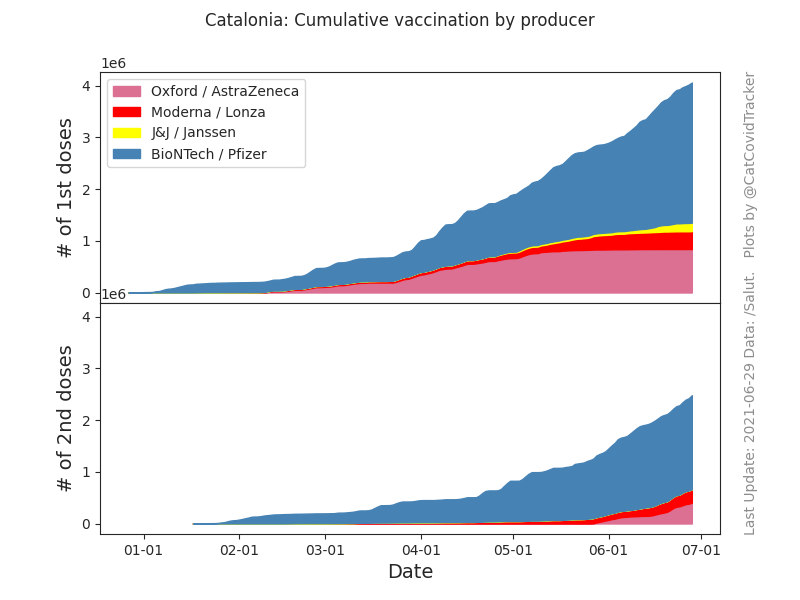 Catalonia: Cumulative vaccination by producer
1e6
4
3
2
1
0
# of 1st doses
Oxford / AstraZeneca
Moderna / Lonza
J&J / Janssen
BioNTech / Pfizer
1e6
4
3
2
1
0
# of 2nd doses
01-01
02-01
03-01
04-01
05-01
06-01
07-01
Date
Last Update: 2021-06-29 Data: /Salut. Plots by @CatCovidTracker